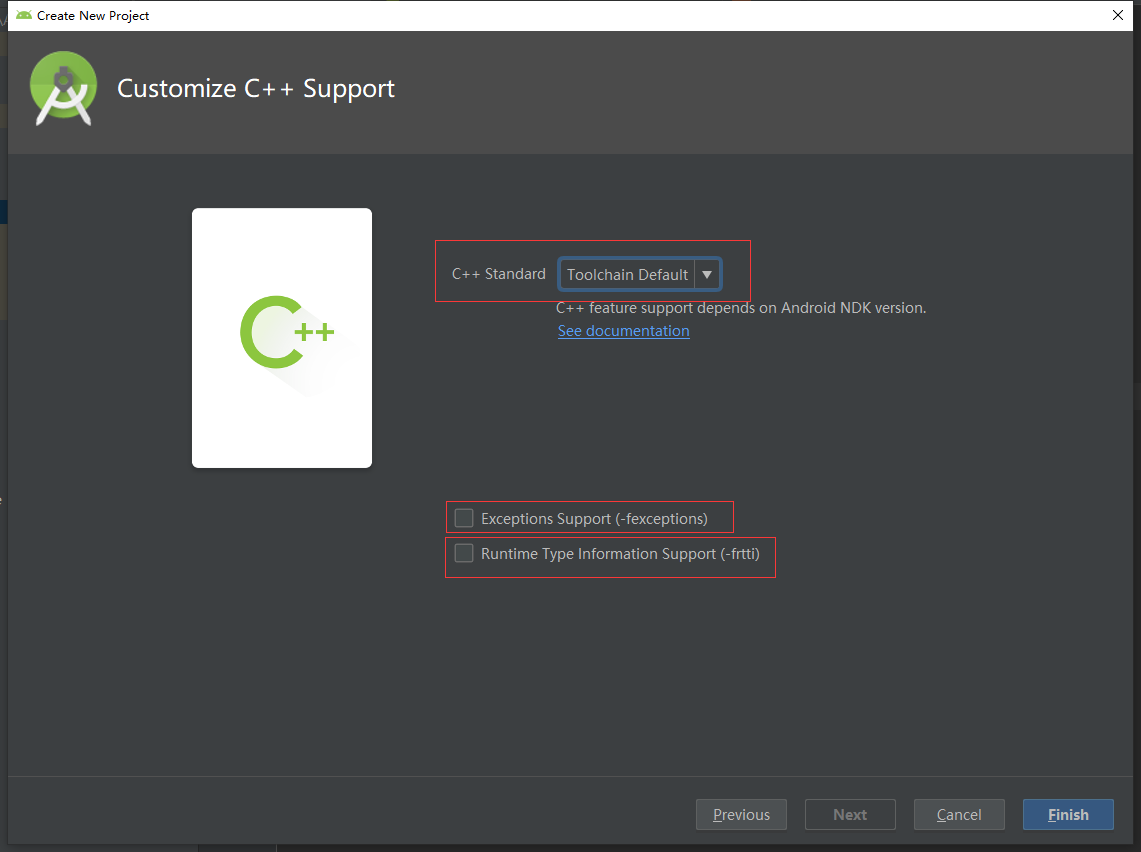 Create New Project
Customize C++ Support
C++
C++ Standard Toolchain Default
C++ feature support depends on Android NDK version.
See documentation
Exceptions Support (-fexceptions)
Runtime Type Information Support (-frtti)
Previous Next Cancel Finish